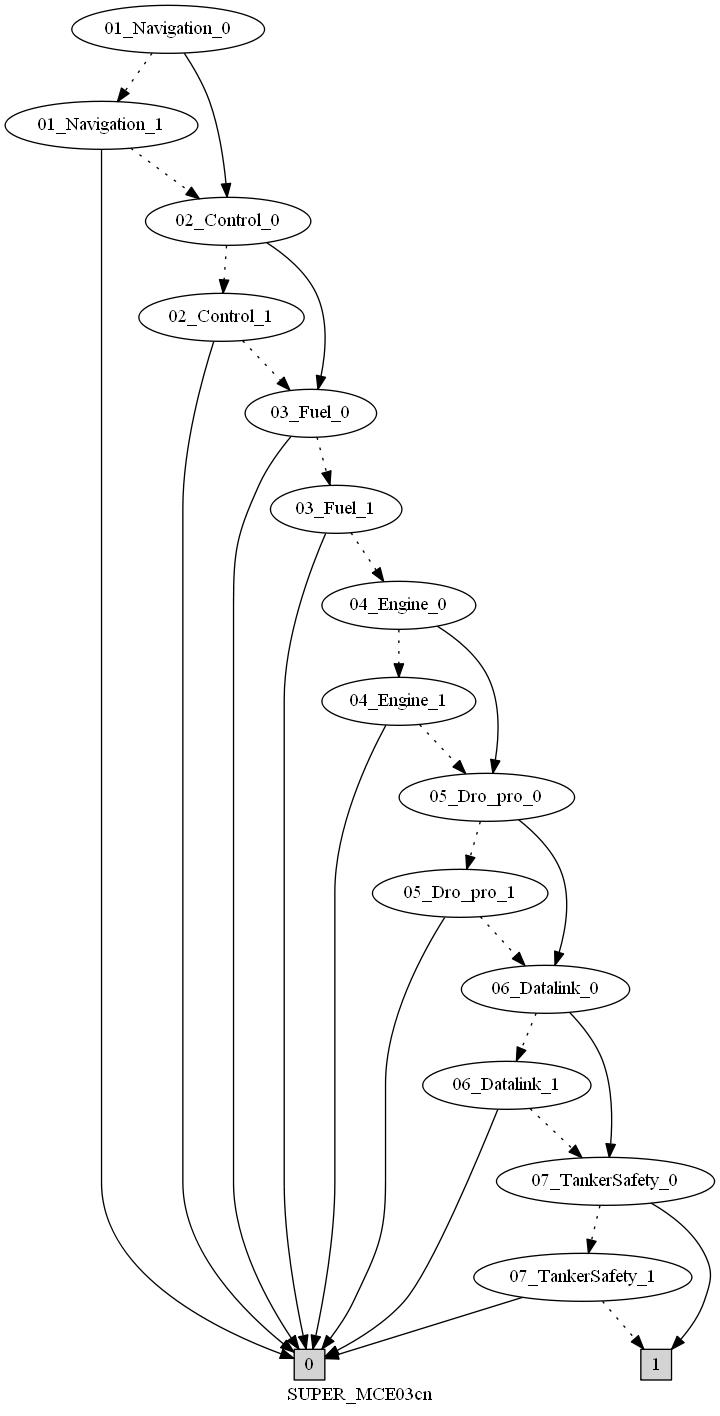 01_Navigation_0
01_Navigation_1
02_Control_0
02_Control_1
03_Fuel_0
03_Fuel_1
04_Engine_0
04_Engine_1
05_Dro_pro_0
05_Dro_pro_1
06_Datalink_0
06_Datalink_1
07_TankerSafety_0
07_TankerSafety_1
0
1
SUPER_MCE03cn